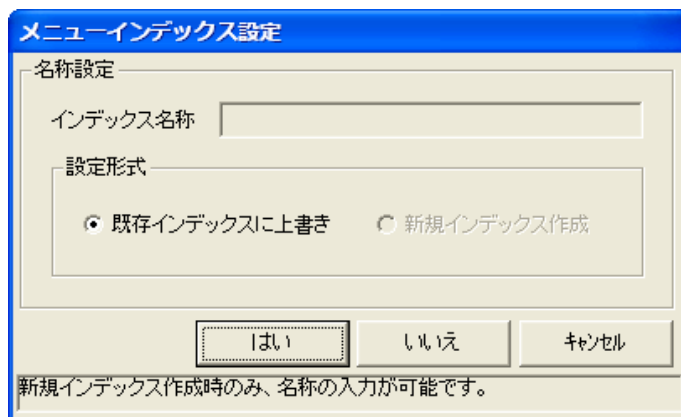 メニューインデックス設定
名称設定
インデックス名称
設定形式
既存インデックスに上書き 新規インデックス作成
はい いいえ キャンセル
新規インデックス作成時のみ、名称の入力が可能です。